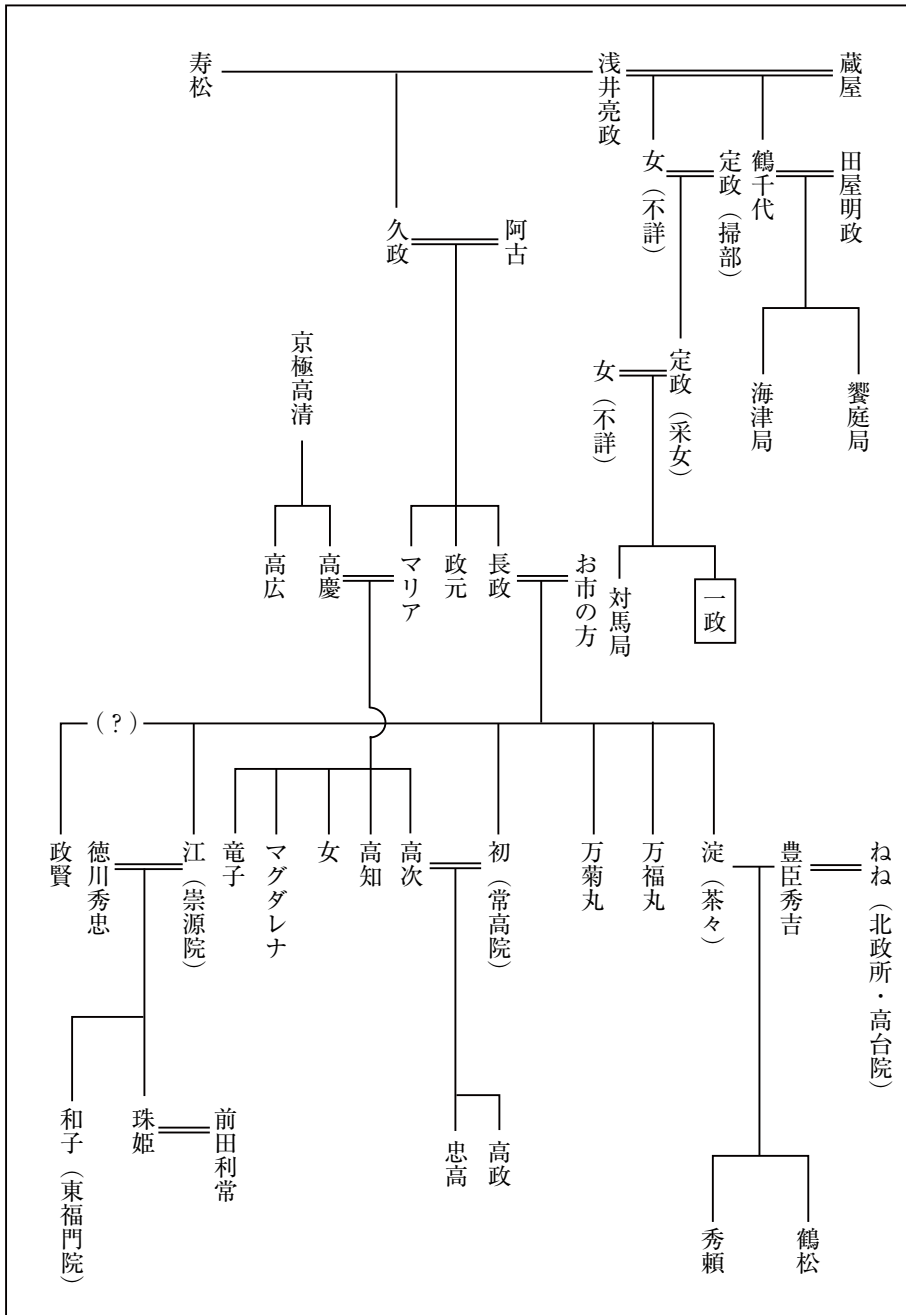 蔵屋
浅井亮政
寿松
田屋明政
鶴千代
定政（掃部）
女（不詳）
阿古
久政
饗庭局
海津局
定政（采女）
女（不詳）
京極高清
一政
対馬局
お市の方
長政
政元
マリア
高慶
高広
（？）
ねね（北政所・高台院）
豊臣秀吉
淀（茶々）
万福丸
万菊丸
初（常高院）
高次
高知
女
マグダレナ
竜子
江（崇源院）
徳川秀忠
政賢
鶴松
秀頼
高政
忠高
前田利常
珠姫
和子（東福門院）